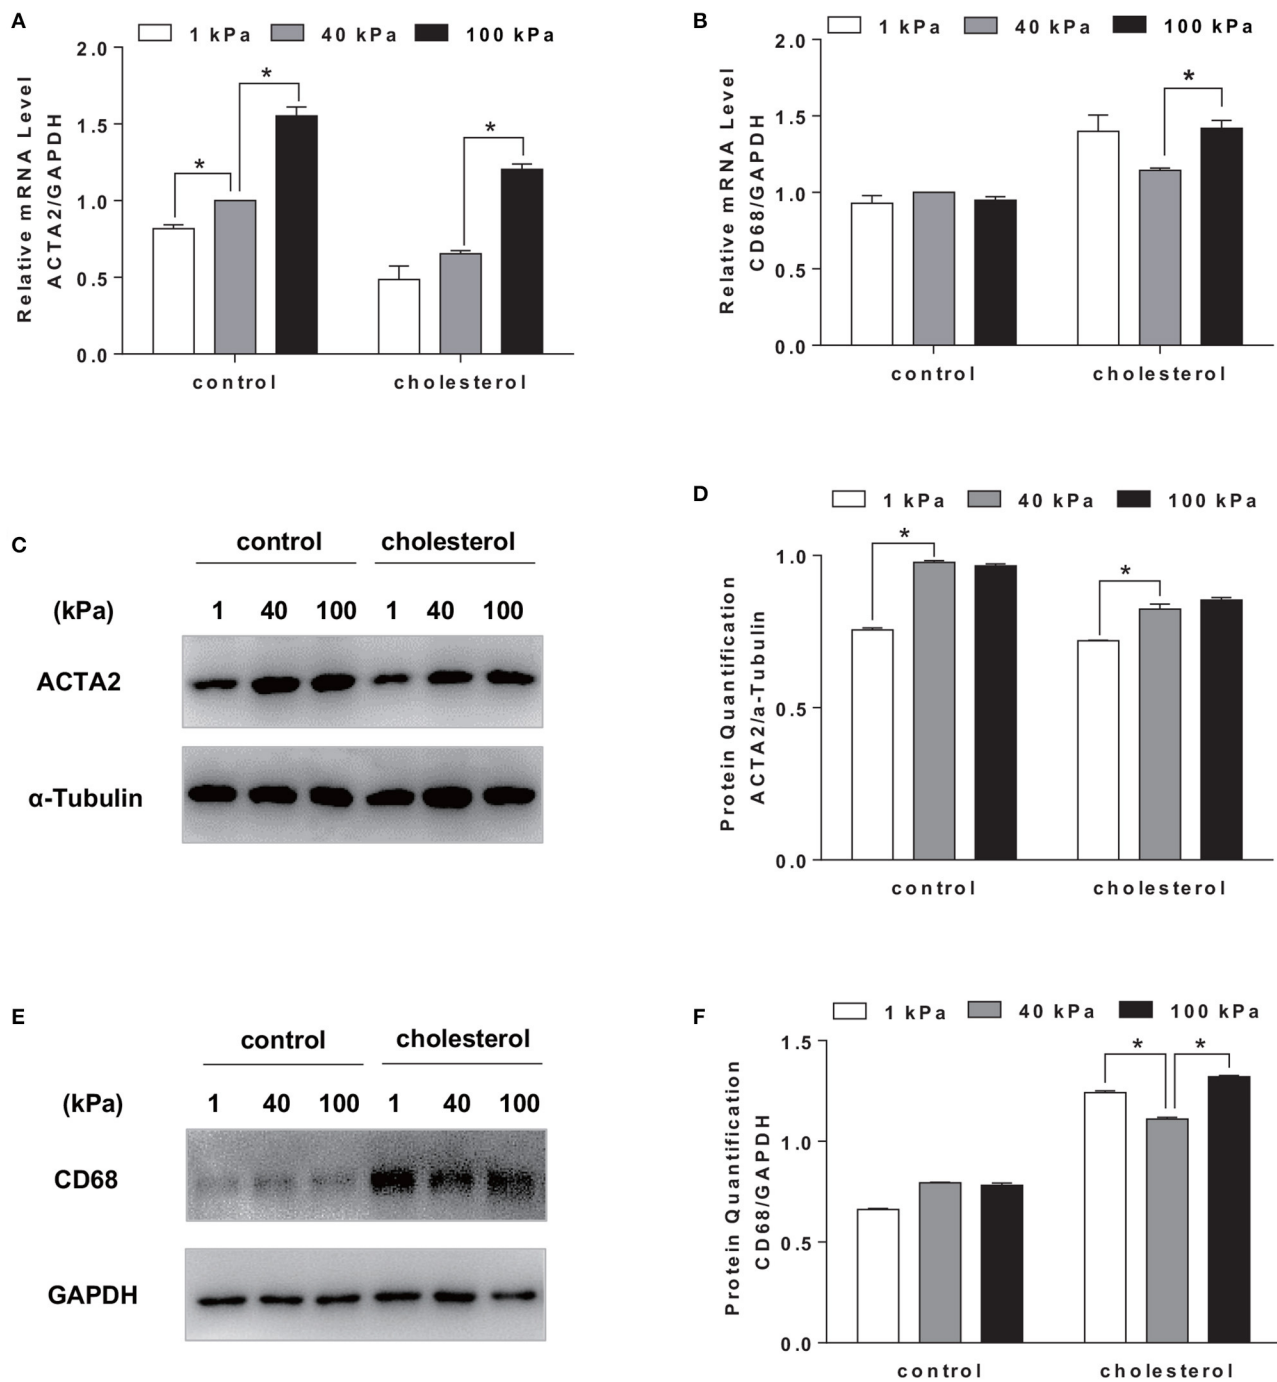 A
1 kPa 40 kPa 100 kPa
Relative mRNA Level
ACTA2/GAPDH
2.0
1.5
1.0
0.5
0.0
* * *
control cholesterol
B
1 kPa 40 kPa 100 kPa
Relative mRNA Level
CD68/GAPDH
2.0
1.5
1.0
0.5
0.0
*
control cholesterol
C
control cholesterol
(kPa) 1 40 100 1 40 100
ACTA2
α-Tubulin
D
1 kPa 40 kPa 100 kPa
Protein Quantification
ACTA2/a-Tubulin
1.0
0.5
0.0
* *
control cholesterol
E
control cholesterol
(kPa) 1 40 100 1 40 100
CD68
GAPDH
F
1 kPa 40 kPa 100 kPa
Protein Quantification
CD68/GAPDH
1.5
1.0
0.5
0.0
* *
control cholesterol